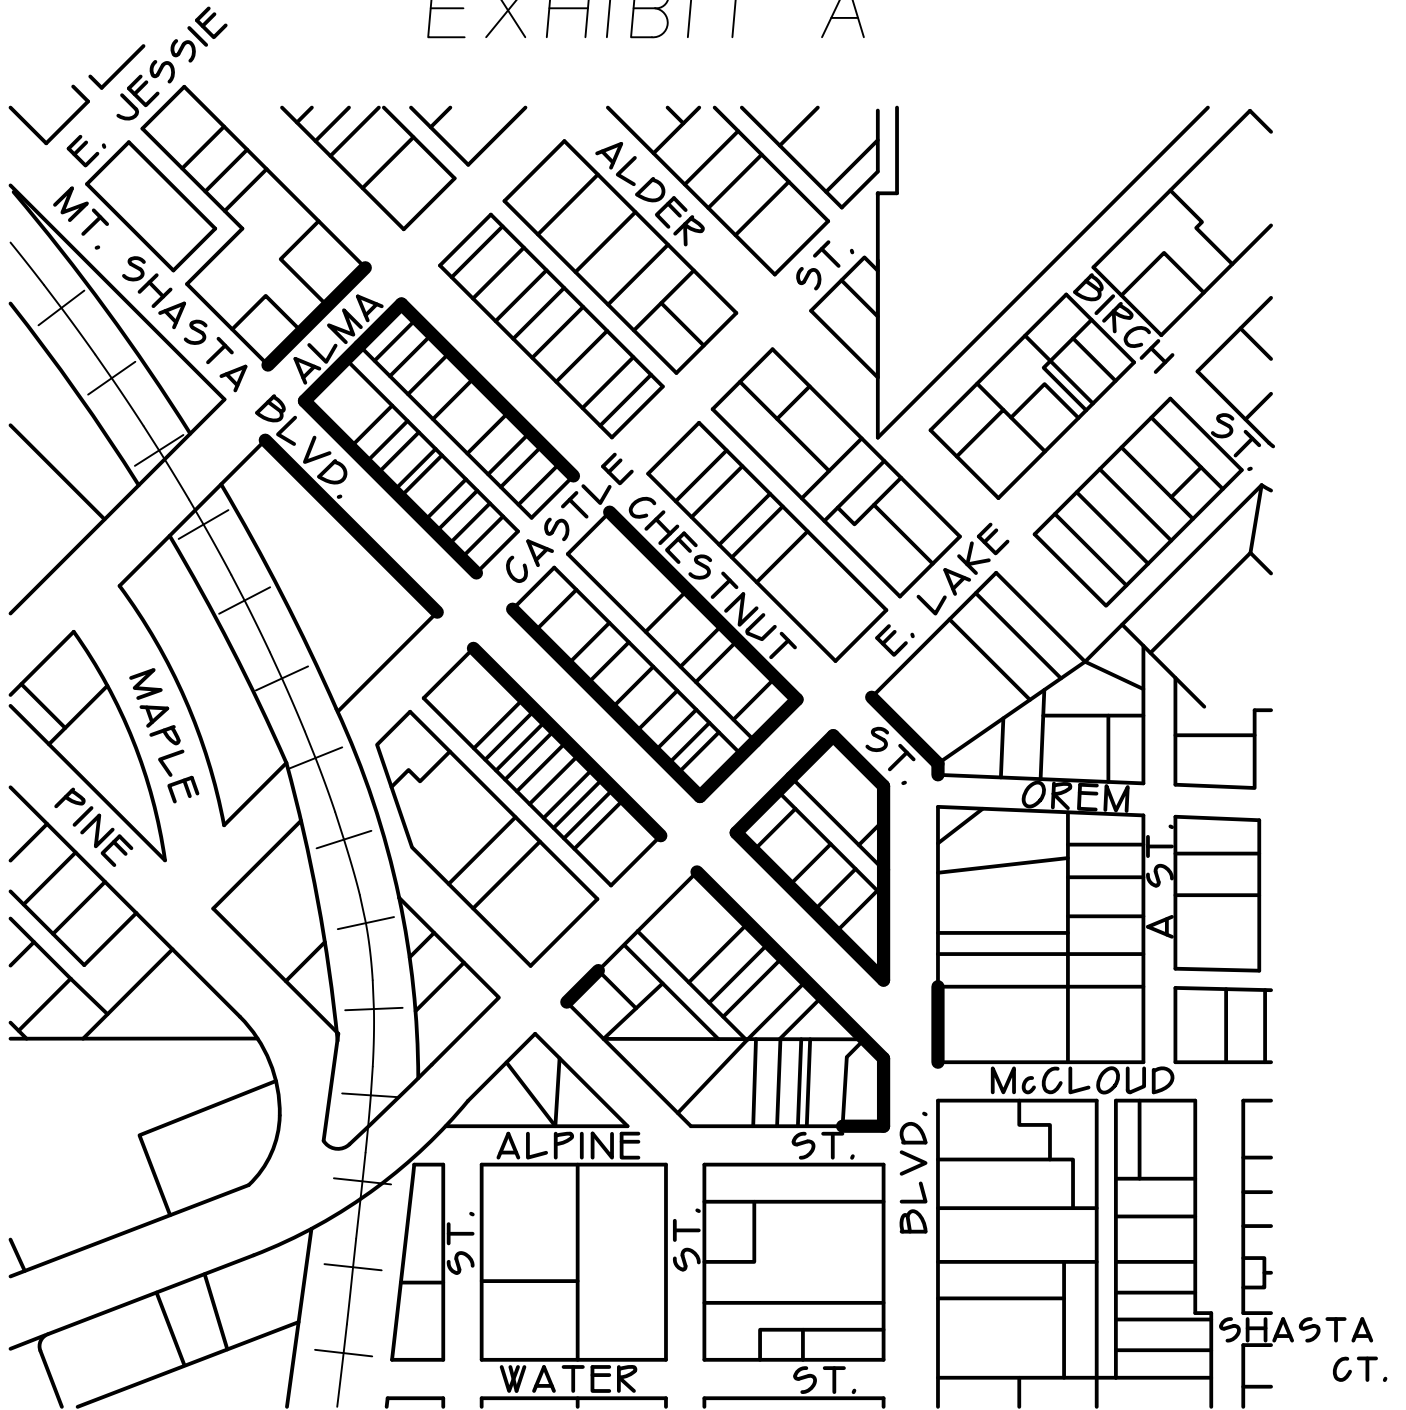 EXHIBIT A
E. JESSIE
MT. SHASTA BLVD.
ALMA
ALDER ST.
BIRCH ST.
CASTLE
CHESTNUT ST.
E. LAKE
MAPLE
PINE
OREM
A ST.
McCLOUD
ALPINE ST.
BLVD.
ST.
ST.
WATER ST.
SHASTA
CT.